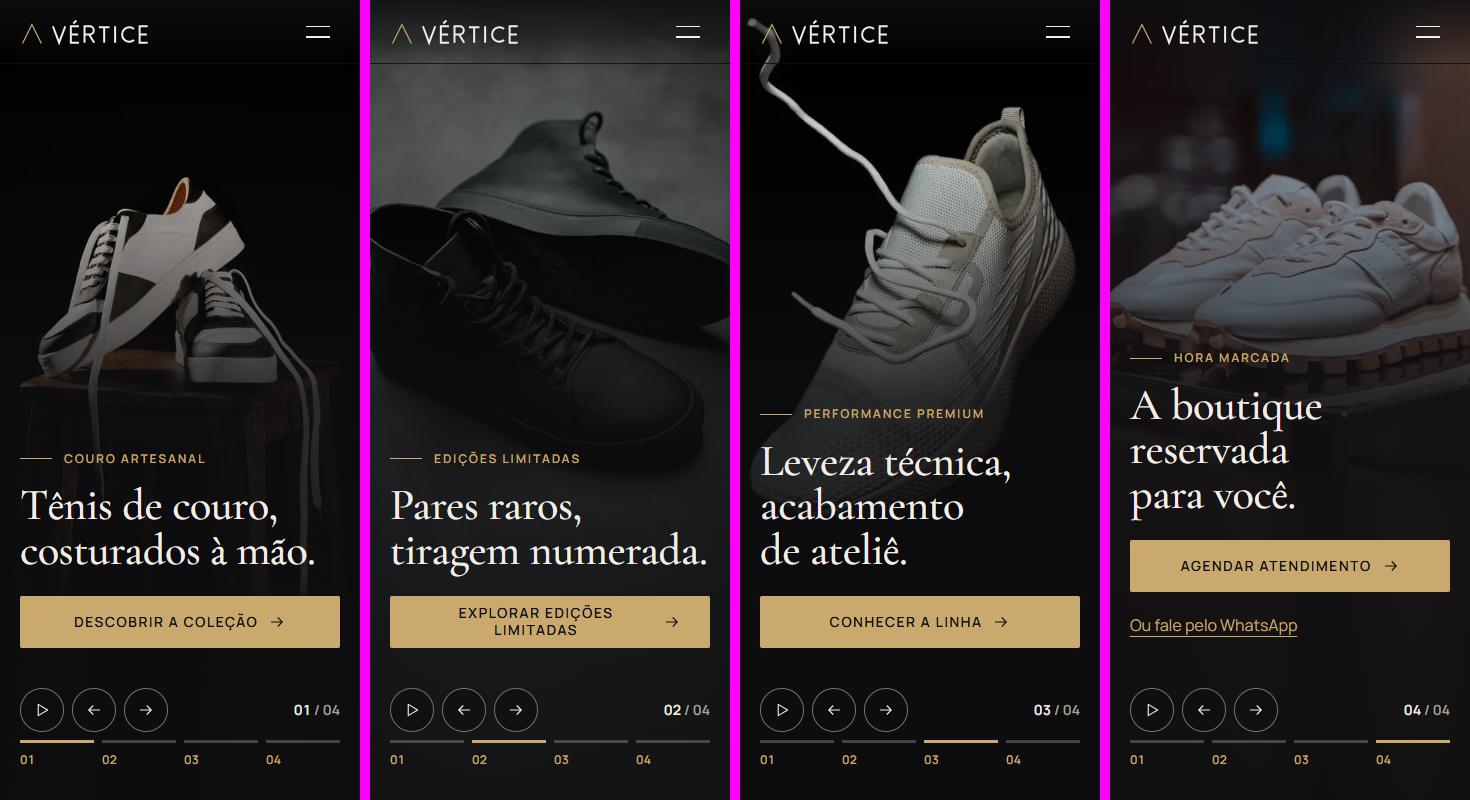 VÉRTICE
COURO ARTESANAL
Tênis de couro,
costurados à mão.
DESCOBRIR A COLEÇÃO →
01 / 04
01 02 03 04
VÉRTICE
EDIÇÕES LIMITADAS
Pares raros,
tiragem numerada.
EXPLORAR EDIÇÕES
LIMITADAS →
02 / 04
01 02 03 04
VÉRTICE
PERFORMANCE PREMIUM
Leveza técnica,
acabamento
de ateliê.
CONHECER A LINHA →
03 / 04
01 02 03 04
VÉRTICE
HORA MARCADA
A boutique
reservada
para você.
AGENDAR ATENDIMENTO →
Ou fale pelo WhatsApp
04 / 04
01 02 03 04